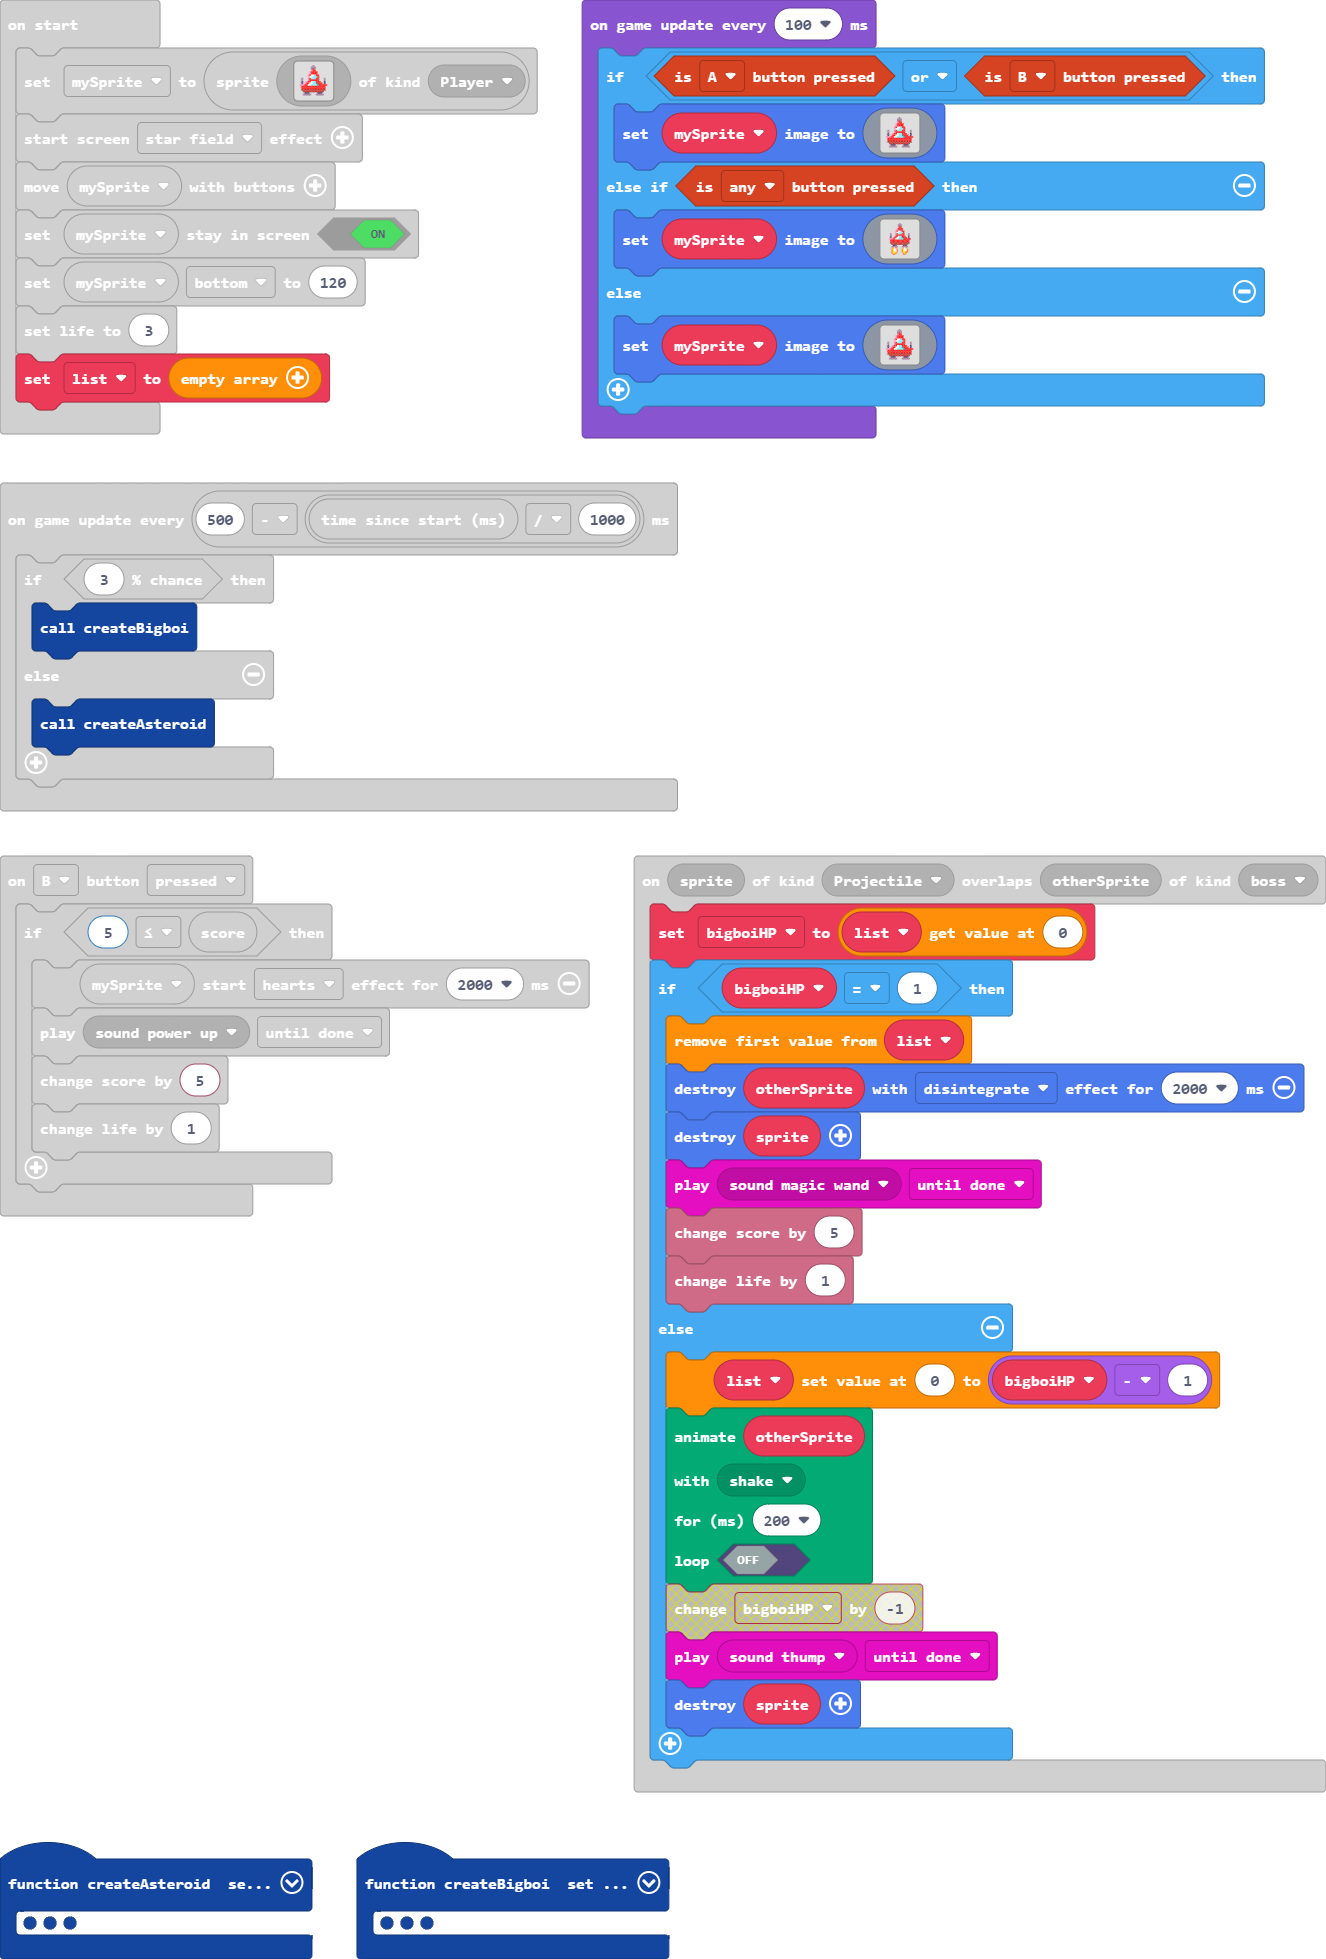 on start
set mySprite to sprite of kind Player
start screen star field effect
move mySprite with buttons
set mySprite stay in screen ON
set mySprite bottom to 120
set life to 3
set list to empty array
on game update every 100 ms
if is A button pressed or is B button pressed then
set mySprite image to
else if is any button pressed then
set mySprite image to
else
set mySprite image to
on game update every 500 - time since start (ms) / 1000 ms
if 3 % chance then
call createBigboi
else
call createAsteroid
on B button pressed
if 5 ≤ score then
mySprite start hearts effect for 2000 ms
play sound power up until done
change score by 5
change life by 1
on sprite of kind Projectile overlaps otherSprite of kind boss
set bigboiHP to list get value at 0
if bigboiHP = 1 then
remove first value from list
destroy otherSprite with disintegrate effect for 2000 ms
destroy sprite
play sound magic wand until done
change score by 5
change life by 1
else
list set value at 0 to bigboiHP - 1
animate otherSprite
with shake
for (ms) 200
loop OFF
change bigboiHP by -1
play sound thump until done
destroy sprite
function createAsteroid se...
function createBigboi set ...